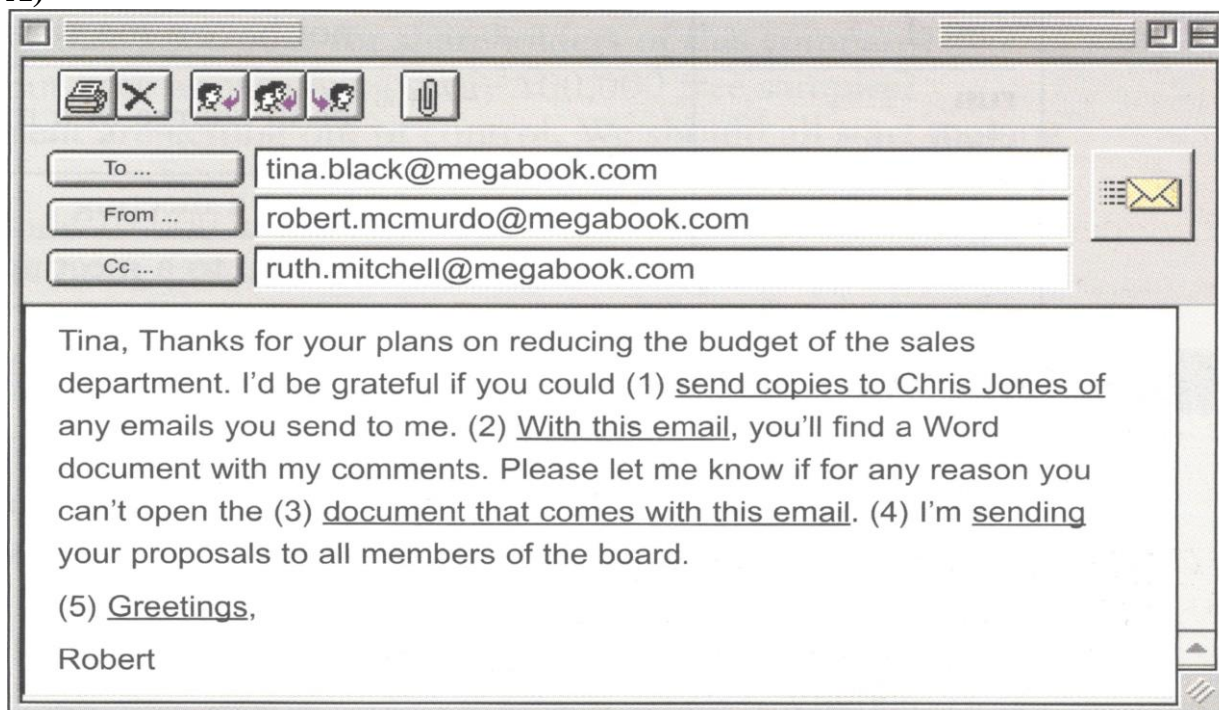 To ... tina.black@megabook.com
From ... robert.mcmurdo@megabook.com
Cc ... ruth.mitchell@megabook.com
Tina, Thanks for your plans on reducing the budget of the sales
department. I'd be grateful if you could (1) send copies to Chris Jones of
any emails you send to me. (2) With this email, you'll find a Word
document with my comments. Please let me know if for any reason you
can't open the (3) document that comes with this email. (4) I'm sending
your proposals to all members of the board.
(5) Greetings,
Robert